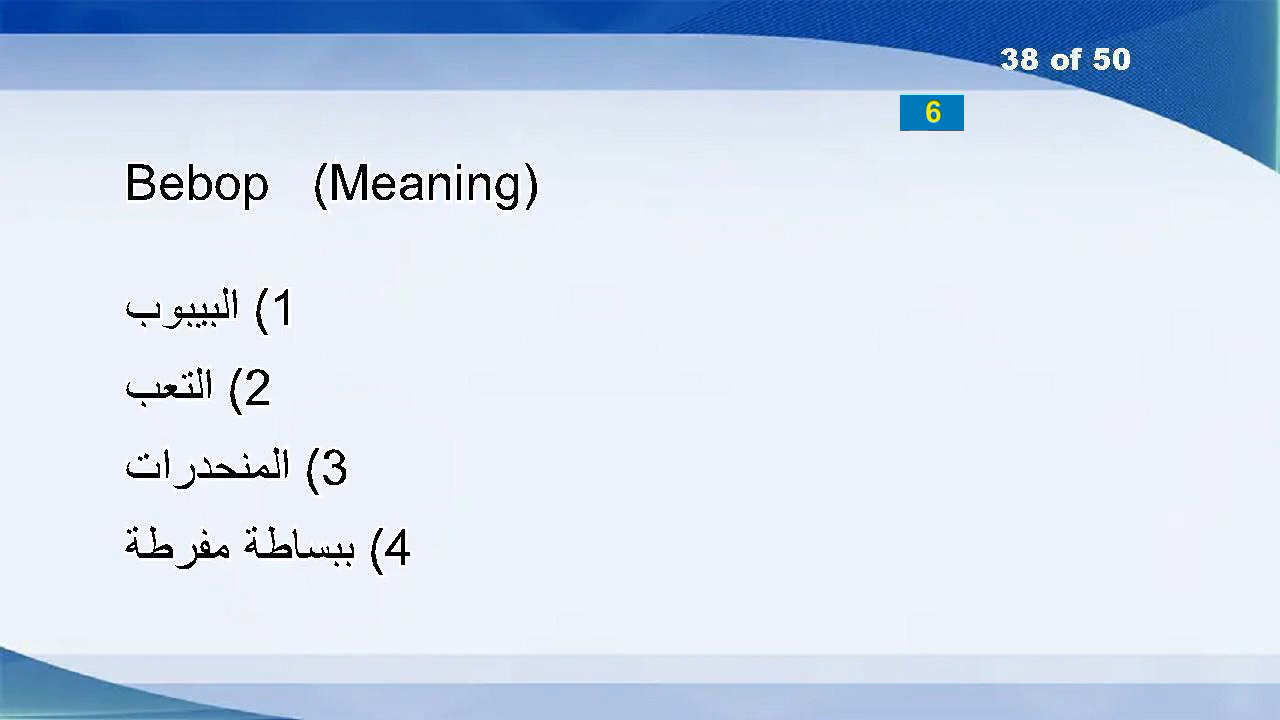 38 of 50
6
Bebop (Meaning)
1) البيبوب
2) التعب
3) المنحدرات
4) ببساطة مفرطة